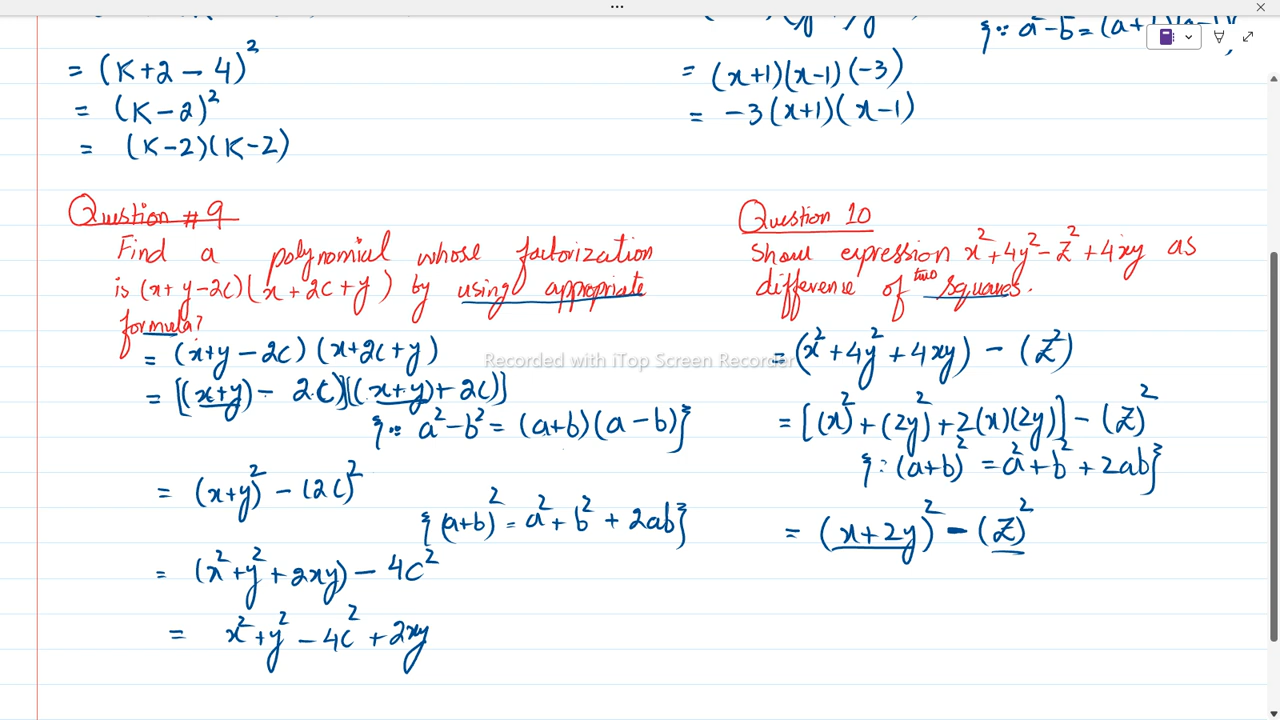 = (K+2-4)²
= (K-2)²
= (K-2)(K-2)
{∵ a²-b² = (a+
= (x+1)(x-1)(-3)
= -3(x+1)(x-1)
Question #9
Find a polynomial whose factorization
is (x+y-2c)(x+2c+y) by using appropriate
formula?
= (x+y-2c)(x+2c+y)
= [(x+y)-2c][(x+y)+2c)]
{∵ a²-b² = (a+b)(a-b)}
= (x+y)² - (2c)²
{(a+b)² = a²+b²+2ab}
= (x²+y²+2xy) - 4c²
= x²+y²-4c²+2xy
Question 10
Show expression x²+4y²-z²+4xy as
difference of two squares.
= (x²+4y²+4xy) - (z²)
= [(x)²+(2y)²+2(x)(2y)] - (z)²
{∵ (a+b)² = a²+b²+2ab}
= (x+2y)² - (z)²
Recorded with iTop Screen Recorder